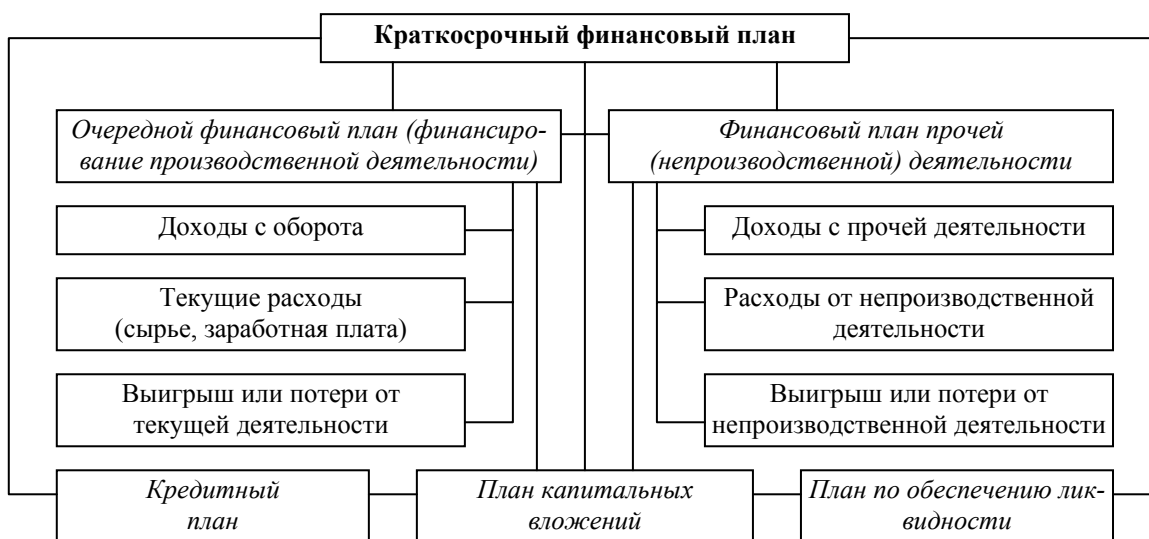 Краткосрочный финансовый план
Очередной финансовый план (финансиро-
вание производственной деятельности)
Финансовый план прочей
(непроизводственной) деятельности
Доходы с оборота
Доходы с прочей деятельности
Текущие расходы
(сырье, заработная плата)
Расходы от непроизводственной
деятельности
Выигрыш или потери от
текущей деятельности
Выигрыш или потери от
непроизводственной деятельности
Кредитный
план
План капитальных
вложений
План по обеспечению лик-
видности